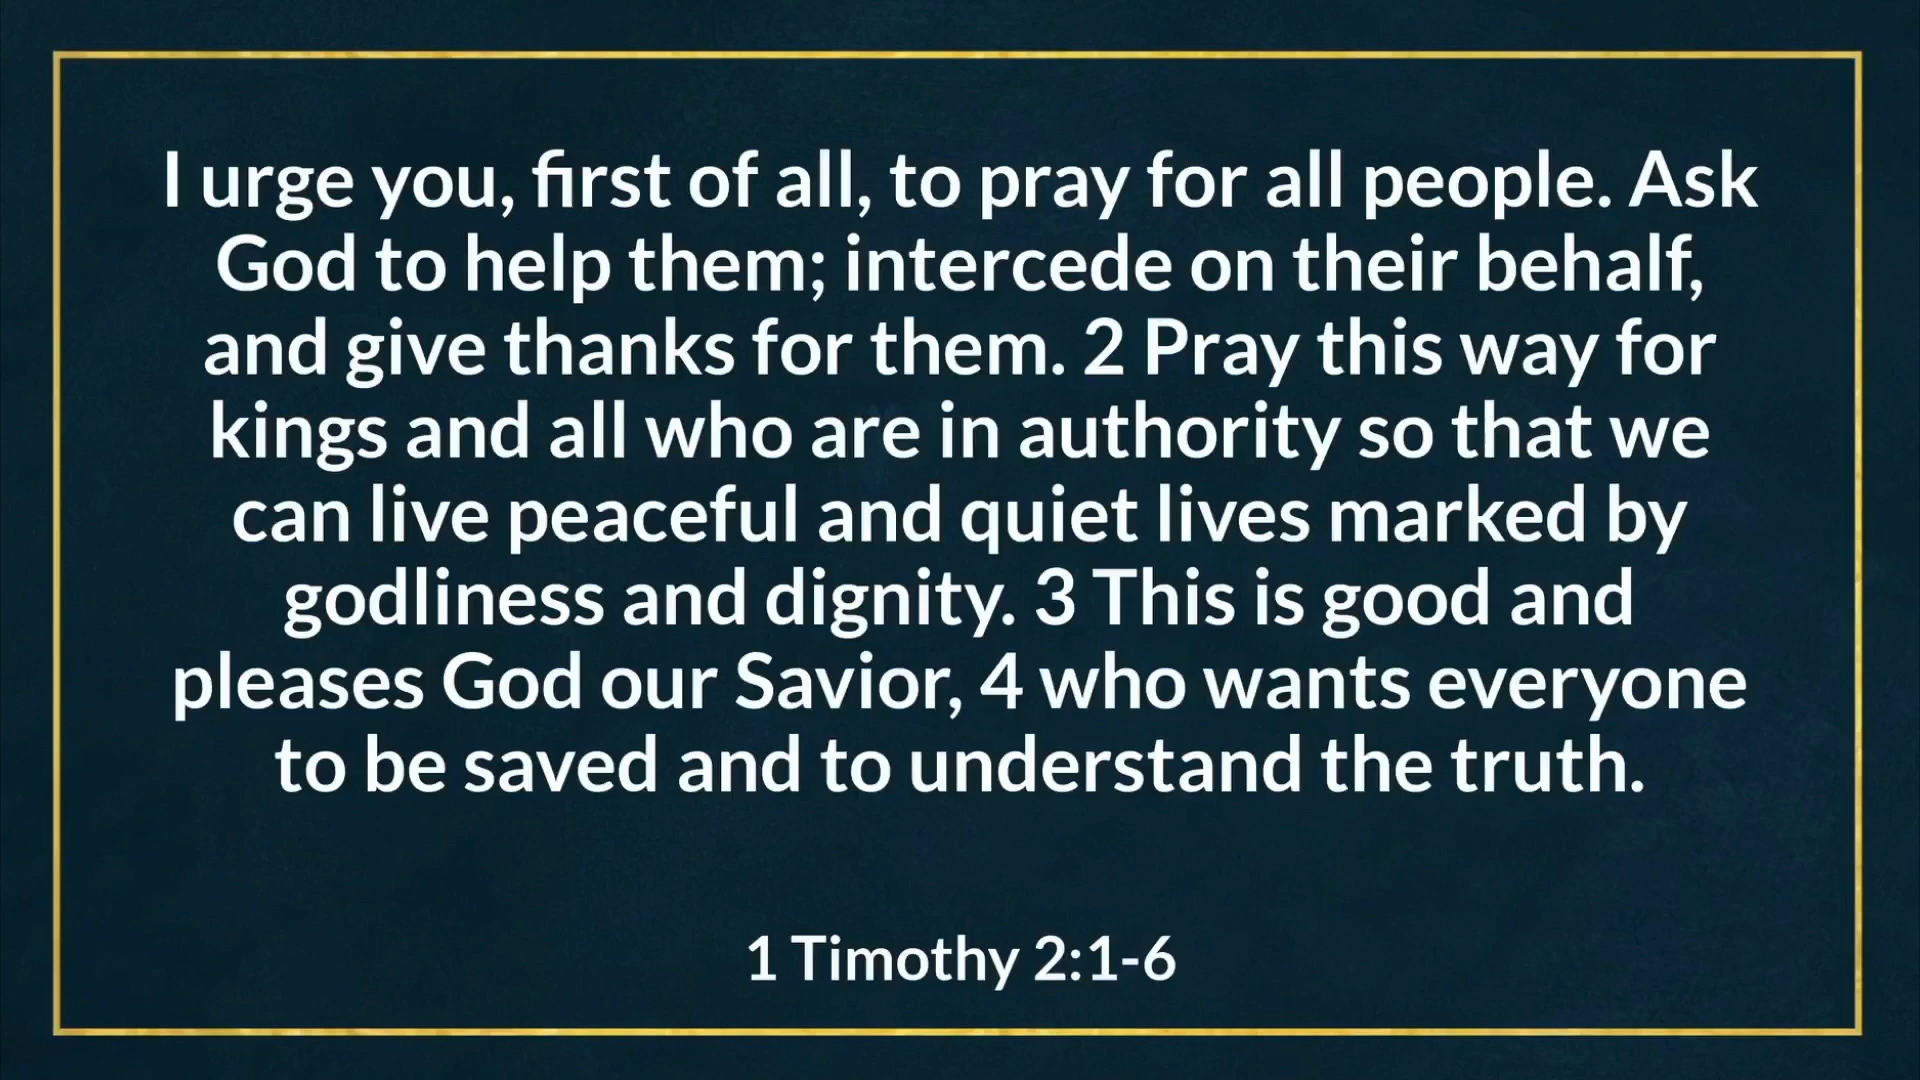 I urge you, first of all, to pray for all people. Ask
God to help them; intercede on their behalf,
and give thanks for them. 2 Pray this way for
kings and all who are in authority so that we
can live peaceful and quiet lives marked by
godliness and dignity. 3 This is good and
pleases God our Savior, 4 who wants everyone
to be saved and to understand the truth.
1 Timothy 2:1-6